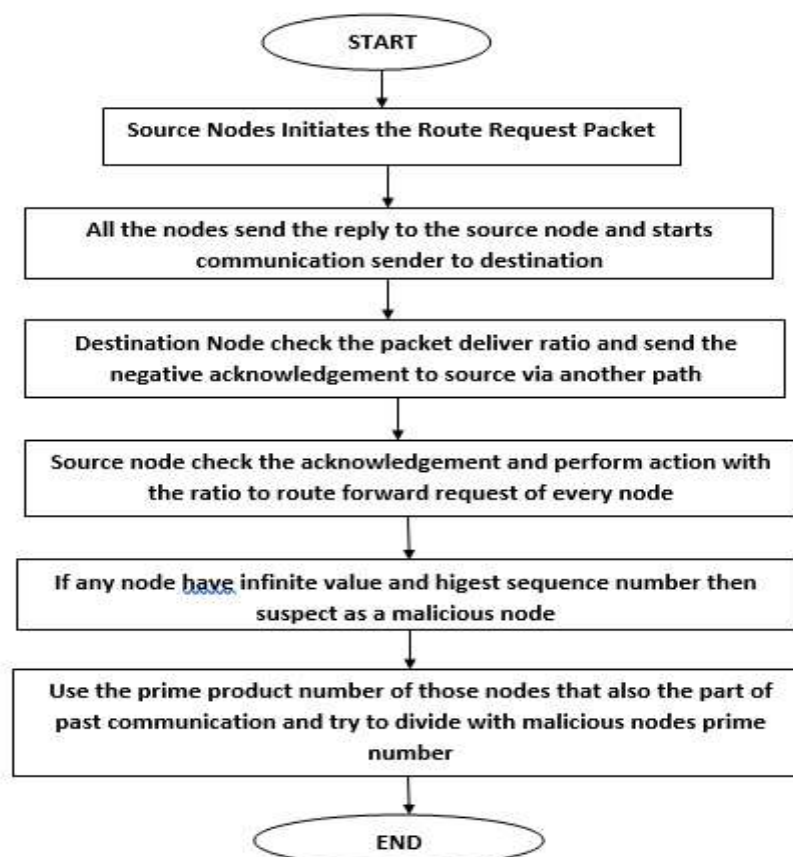 START
Source Nodes Initiates the Route Request Packet
All the nodes send the reply to the source node and starts
communication sender to destination
Destination Node check the packet deliver ratio and send the
negative acknowledgement to source via another path
Source node check the acknowledgement and perform action with
the ratio to route forward request of every node
If any node have infinite value and higest sequence number then
suspect as a malicious node
Use the prime product number of those nodes that also the part of
past communication and try to divide with malicious nodes prime
number
END